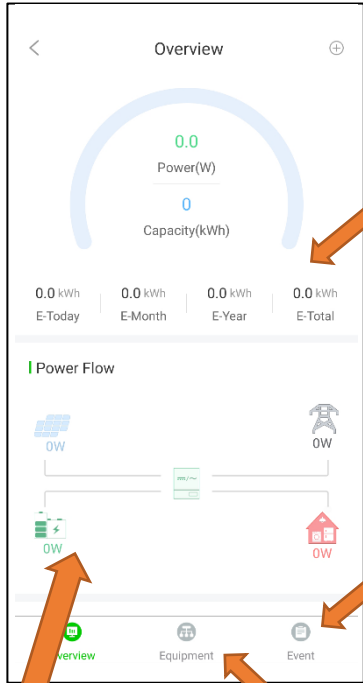 Overview
0.0
Power(W)
0
Capacity(kWh)
0.0 kWh 0.0 kWh 0.0 kWh 0.0 kWh
E-Today E-Month E-Year E-Total
Power Flow
0W 0W
0W 0W
verview Equipment Event